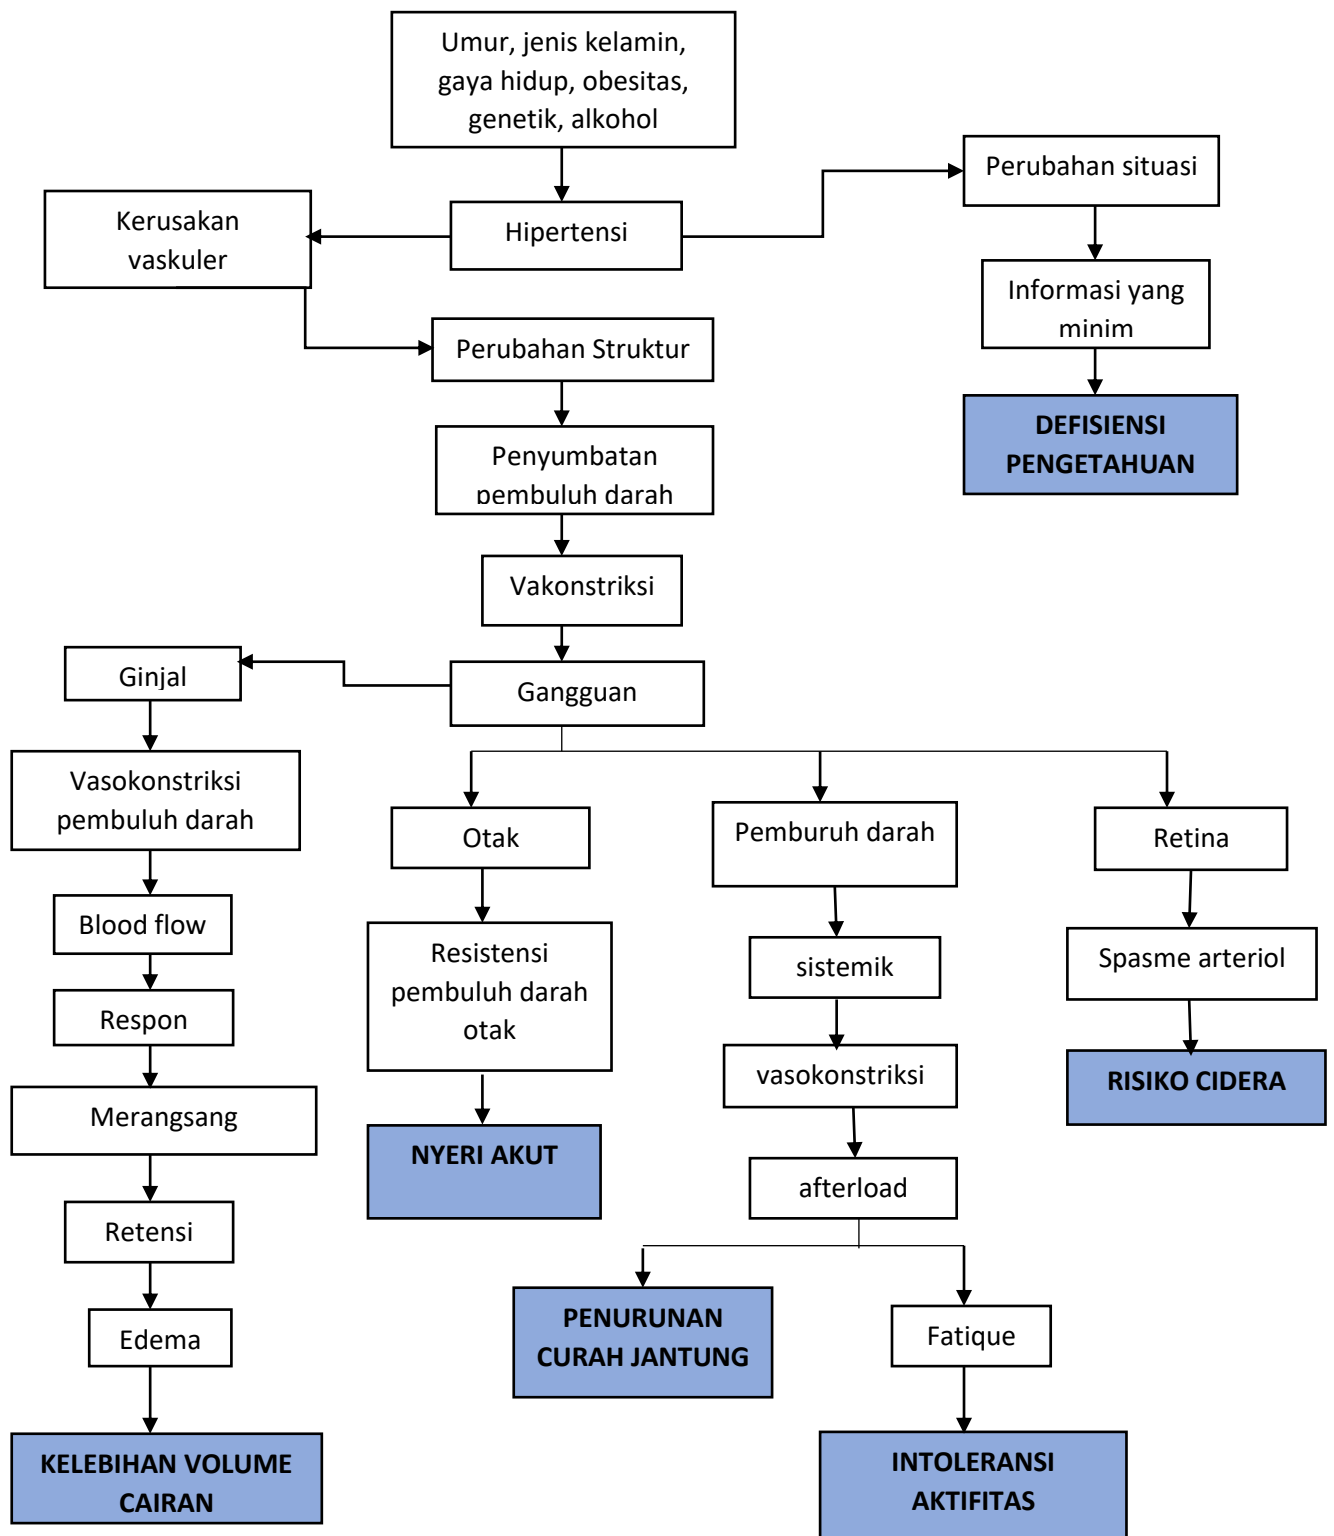 Umur, jenis kelamin,
gaya hidup, obesitas,
genetik, alkohol
Perubahan situasi
Kerusakan
vaskuler
Hipertensi
Informasi yang
minim
Perubahan Struktur
DEFISIENSI
PENGETAHUAN
Penyumbatan
pembuluh darah
Vakonstriksi
Ginjal
Gangguan
Vasokonstriksi
pembuluh darah
Otak
Pemburuh darah
Retina
Blood flow
Resistensi
pembuluh darah
otak
sistemik
Spasme arteriol
Respon
vasokonstriksi
RISIKO CIDERA
Merangsang
NYERI AKUT
afterload
Retensi
PENURUNAN
CURAH JANTUNG
Fatique
Edema
KELEBIHAN VOLUME
CAIRAN
INTOLERANSI
AKTIFITAS